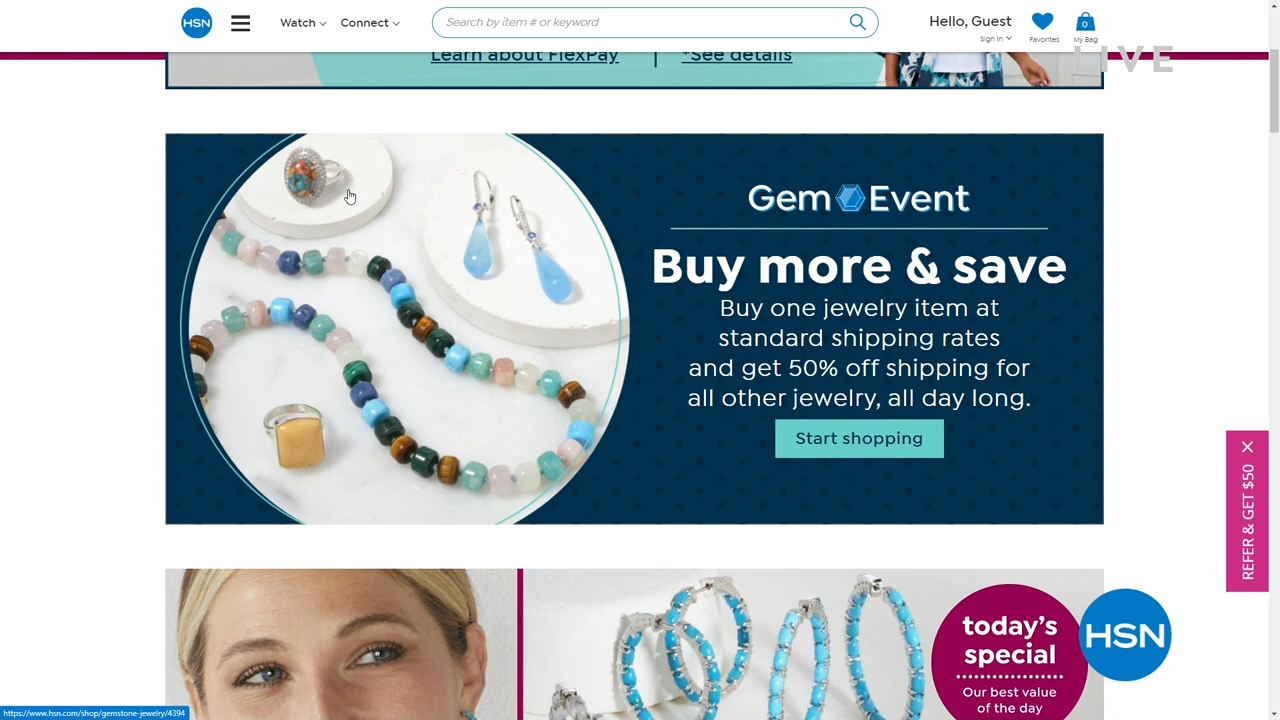 HSN
Watch
Connect
Search by item # or keyword
Hello, Guest
Sign In
Favorites
0
My Bag
LIVE
Learn about FlexPay
*See details
Gem Event
Buy more & save
Buy one jewelry item at
standard shipping rates
and get 50% off shipping for
all other jewelry, all day long.
Start shopping
REFER & GET $50
today's
special
Our best value
of the day
HSN
https://www.hsn.com/shop/gemstone-jewelry/4394